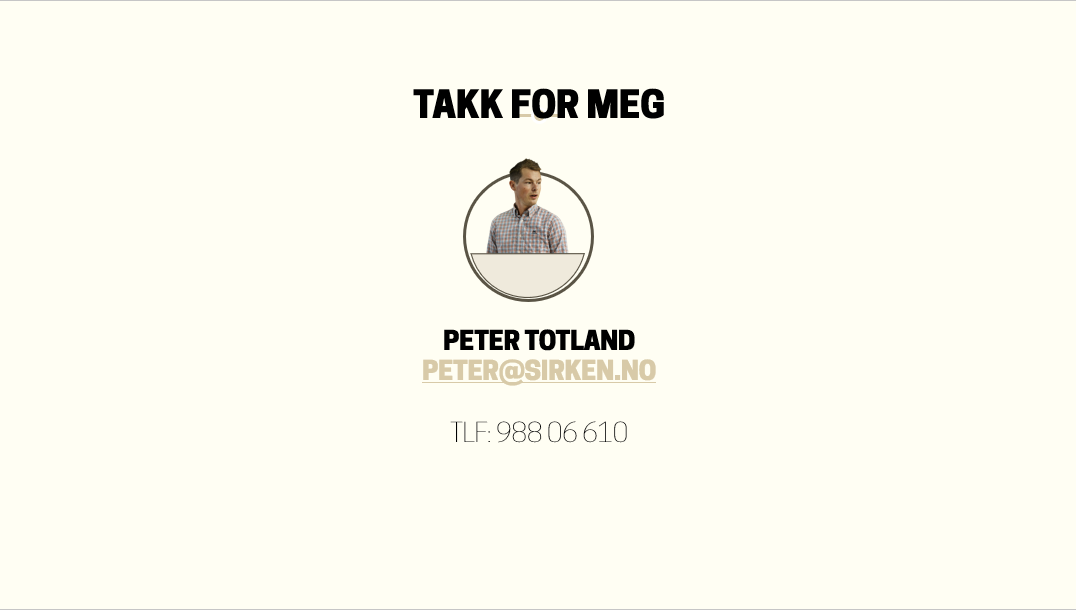 TAKK FOR MEG
PETER TOTLAND
PETER@SIRKEN.NO
TLF: 988 06 610